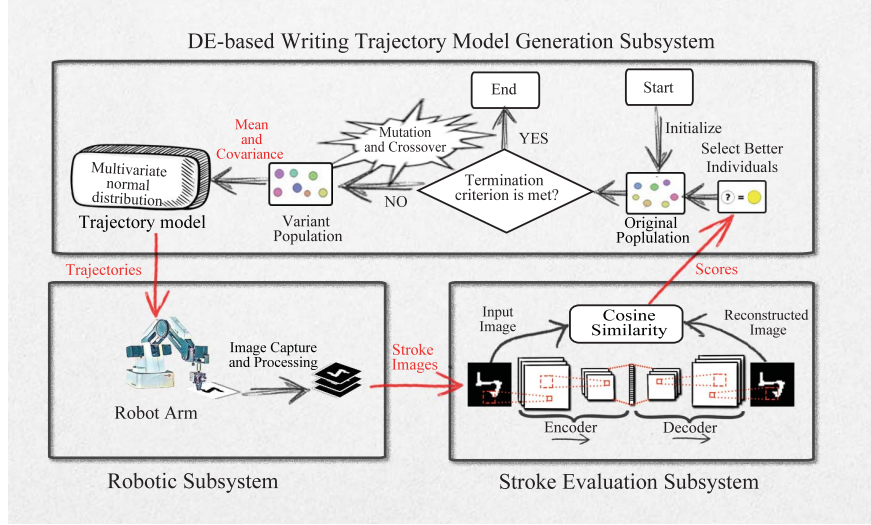 DE-based Writing Trajectory Model Generation Subsystem
End
Start
Mean
and
Covariance
Mutation
and Crossover
YES
Initialize
Select Better
Individuals
Multivariate
normal
distribution
Termination
criterion is met?
? =
NO
Trajectory model
Variant
Population
Original
Poplulation
Trajectories
Scores
Input
Image
Cosine
Similarity
Reconstructed
Image
Image Capture
and Processing
Stroke
Images
Robot Arm
Encoder
Decoder
Robotic Subsystem
Stroke Evaluation Subsystem